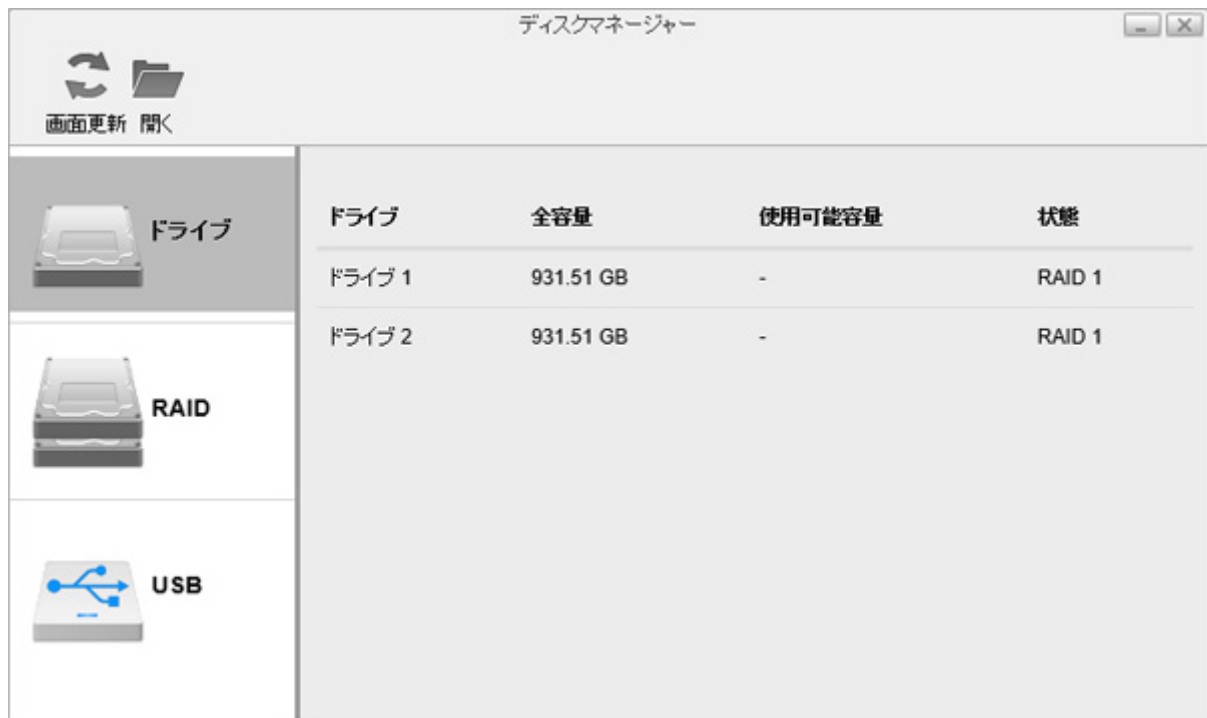 ディスクマネージャー
画面更新 開く
ドライブ
RAID
USB
ドライブ 全容量 使用可能容量 状態
ドライブ 1 931.51 GB - RAID 1
ドライブ 2 931.51 GB - RAID 1